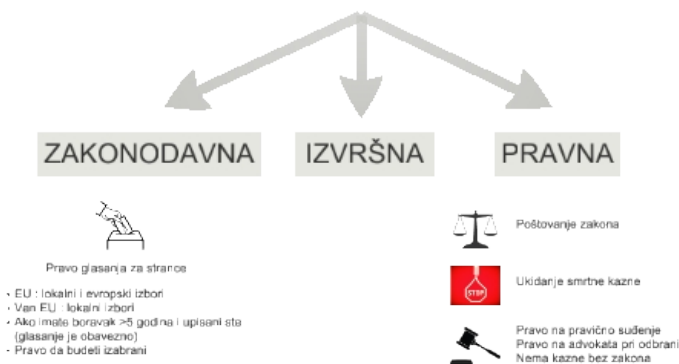 ZAKONODAVNA
IZVRŠNA
PRAVNA
Pravo glasanja za strance
- EU : lokalni i evropski izbori
- Van EU : lokalni izbori
- Ako imate boravak >5 godina i upisani ste
(glasanje je obavezno)
- Pravo da budeti izabrani
Poštovanje zakona
STOP
Ukidanje smrtne kazne
Pravo na pravično suđenje
Pravo na advokata pri odbrani
Nema kazne bez zakona